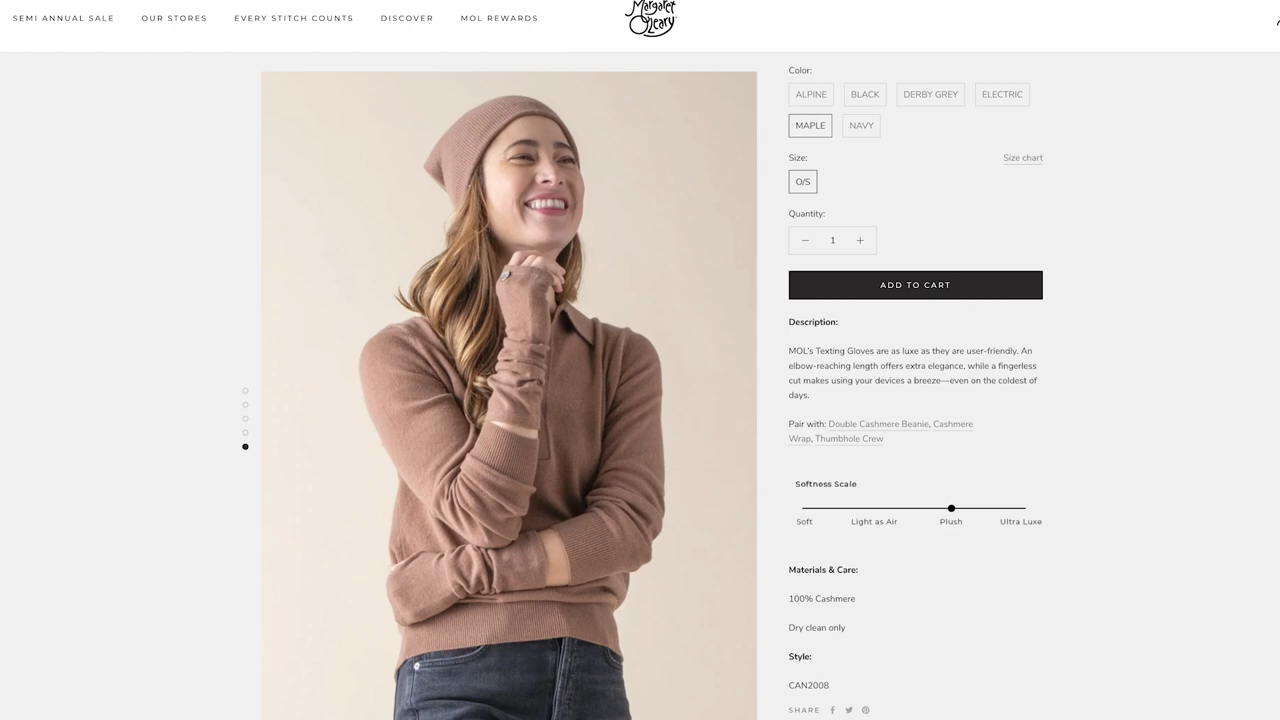 SEMI ANNUAL SALE
OUR STORES
EVERY STITCH COUNTS
DISCOVER
MOL REWARDS
Margaret
O'Leary
Color:
ALPINE
BLACK
DERBY GREY
ELECTRIC
MAPLE
NAVY
Size:
Size chart
O/S
Quantity:
1
ADD TO CART
Description:
MOL's Texting Gloves are as luxe as they are user-friendly. An
elbow-reaching length offers extra elegance, while a fingerless
cut makes using your devices a breeze—even on the coldest of
days.
Pair with: Double Cashmere Beanie, Cashmere
Wrap, Thumbhole Crew
Softness Scale
Soft
Light as Air
Plush
Ultra Luxe
Materials & Care:
100% Cashmere
Dry clean only
Style:
CAN2008
SHARE